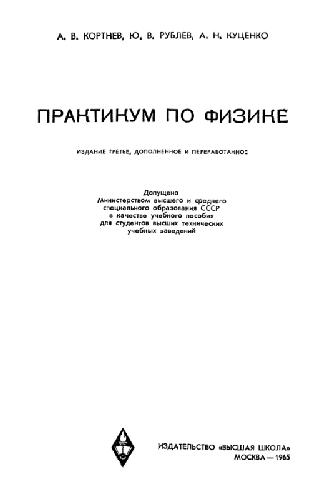 А. В. КОРТНЕВ, Ю. В. РУБЛЕВ, А. Н. КУЦЕНКО
ПРАКТИКУМ ПО ФИЗИКЕ
ИЗДАНИЕ ТРЕТЬЕ, ДОПОЛНЕННОЕ И ПЕРЕРАБОТАННОЕ
Допущено
Министерством высшего и среднего
специального образования СССР
в качестве учебного пособия
для студентов высших технических
учебных заведений
ИЗДАТЕЛЬСТВО «ВЫСШАЯ ШКОЛА»
МОСКВА — 1965